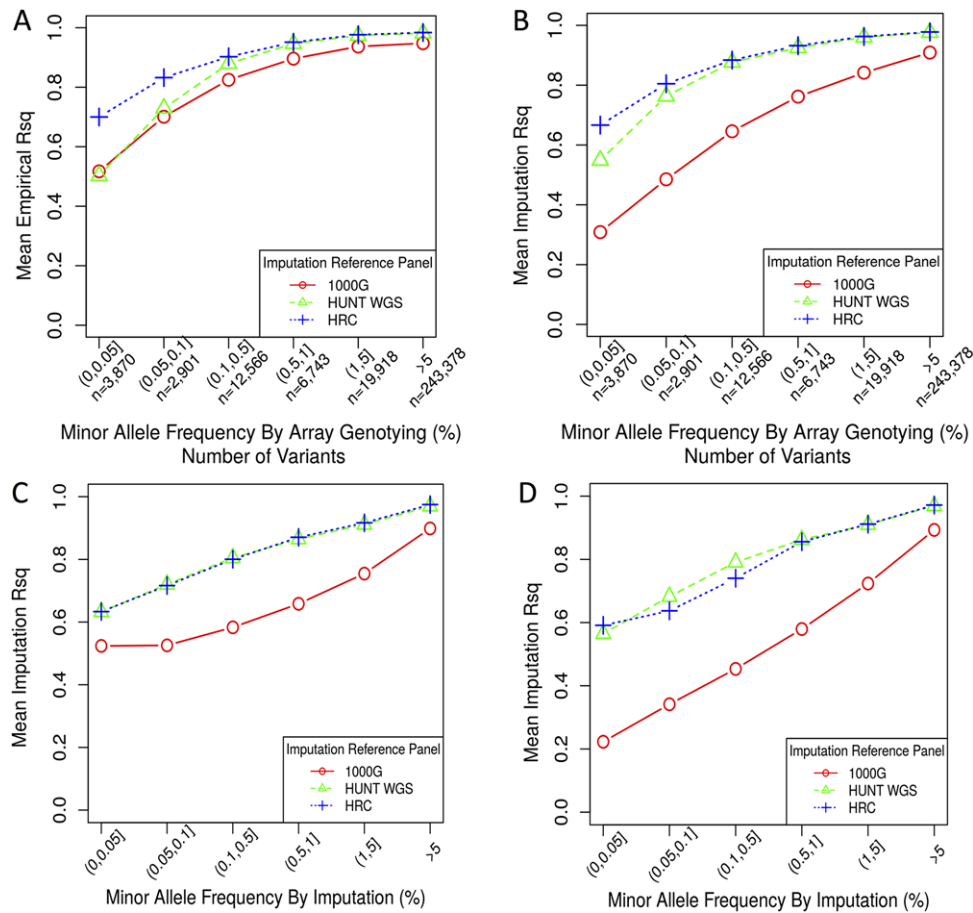 A
Mean Empirical Rsq
1.0
0.8
0.6
0.4
0.2
0.0
Imputation Reference Panel
1000G
HUNT WGS
HRC
(0,0.05]
n=3,870
(0.05,0.1]
n=2,901
(0.1,0.5]
n=12,566
(0.5,1]
n=6,743
(1,5]
n=19,918
>5
n=243,378
Minor Allele Frequency By Array Genotying (%)
Number of Variants
B
Mean Imputation Rsq
1.0
0.8
0.6
0.4
0.2
0.0
Imputation Reference Panel
1000G
HUNT WGS
HRC
(0,0.05]
n=3,870
(0.05,0.1]
n=2,901
(0.1,0.5]
n=12,566
(0.5,1]
n=6,743
(1,5]
n=19,918
>5
n=243,378
Minor Allele Frequency By Array Genotying (%)
Number of Variants
C
Mean Imputation Rsq
1.0
0.8
0.6
0.4
0.2
0.0
Imputation Reference Panel
1000G
HUNT WGS
HRC
(0,0.05]
(0.05,0.1]
(0.1,0.5]
(0.5,1]
(1,5]
>5
Minor Allele Frequency By Imputation (%)
D
Mean Imputation Rsq
1.0
0.8
0.6
0.4
0.2
0.0
Imputation Reference Panel
1000G
HUNT WGS
HRC
(0,0.05]
(0.05,0.1]
(0.1,0.5]
(0.5,1]
(1,5]
>5
Minor Allele Frequency By Imputation (%)